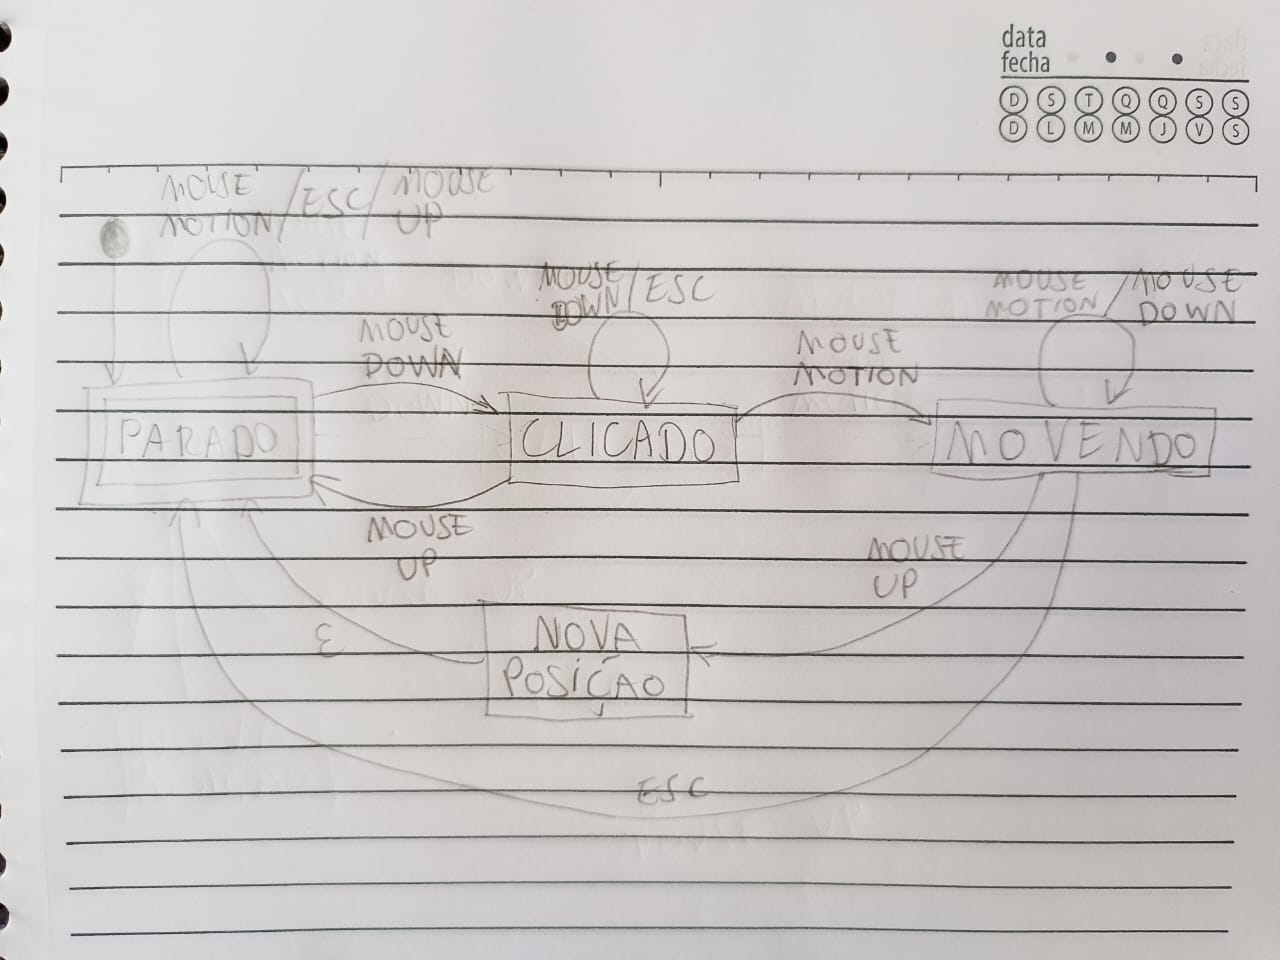 data
fecha
D S T Q Q S S
D L M M J V S
MOUSE
MOTION / ESC / MOUSE
UP
MOUSE
DOWN / ESC
MOUSE
MOTION / MOUSE
DOWN
MOUSE
DOWN
MOUSE
MOTION
PARADO
CLICADO
MOVENDO
MOUSE
UP
MOUSE
UP
NOVA
POSIÇAO
ESC